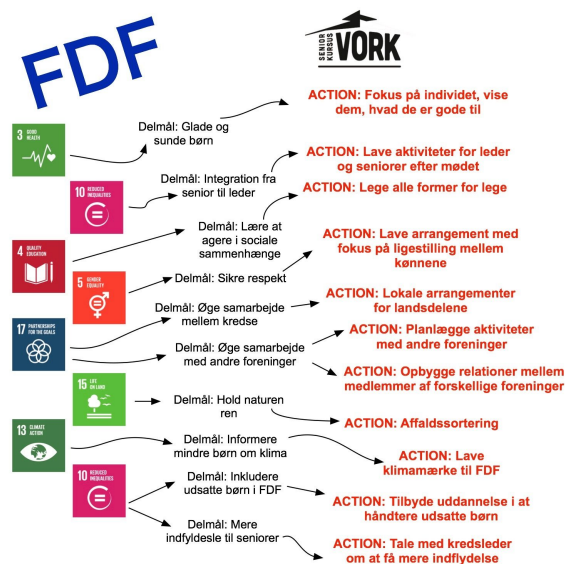 FDF
SENIOR
KURSUS
VORK
ACTION: Fokus på individet, vise
dem, hvad de er gode til
3 GOOD
HEALTH
Delmål: Glade og
sunde børn
ACTION: Lave aktiviteter for leder
og seniorer efter mødet
10 REDUCED
INEQUALITIES
Delmål: Integration fra
senior til leder
ACTION: Lege alle former for lege
4 QUALITY
EDUCATION
Delmål: Lære at
agere i sociale
sammenhænge
ACTION: Lave arrangement med
fokus på ligestilling mellem
kønnene
5 GENDER
EQUALITY
Delmål: Sikre respekt
ACTION: Lokale arrangementer
for landsdelene
17 PARTNERSHIPS
FOR THE GOALS
Delmål: Øge samarbejde
mellem kredse
ACTION: Planlægge aktiviteter
med andre foreninger
Delmål: Øge samarbejde
med andre foreninger
ACTION: Opbygge relationer mellem
medlemmer af forskellige foreninger
15 LIFE
ON LAND
Delmål: Hold naturen
ren
ACTION: Affaldssortering
13 CLIMATE
ACTION
Delmål: Informere
mindre børn om klima
ACTION: Lave
klimamærke til FDF
10 REDUCED
INEQUALITIES
Delmål: Inkludere
udsatte børn i FDF
ACTION: Tilbyde uddannelse i at
håndtere udsatte børn
Delmål: Mere
indfyldesle til seniorer
ACTION: Tale med kredsleder
om at få mere indflydelse